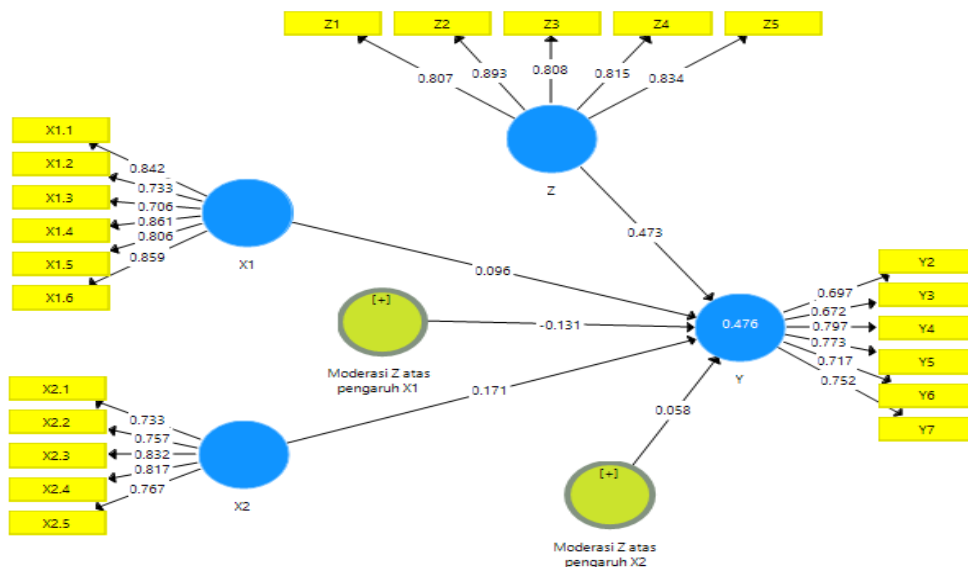 Z1
Z2
Z3
Z4
Z5
0.807
0.893
0.808
0.815
0.834
Z
X1.1
X1.2
X1.3
X1.4
X1.5
X1.6
0.842
0.733
0.706
0.861
0.806
0.859
X1
0.473
0.096
[+]
Moderasi Z atas
pengaruh X1
-0.131
0.476
Y
0.697
0.672
0.797
0.773
0.717
0.752
Y2
Y3
Y4
Y5
Y6
Y7
X2.1
X2.2
X2.3
X2.4
X2.5
0.733
0.757
0.832
0.817
0.767
X2
0.171
0.058
[+]
Moderasi Z atas
pengaruh X2